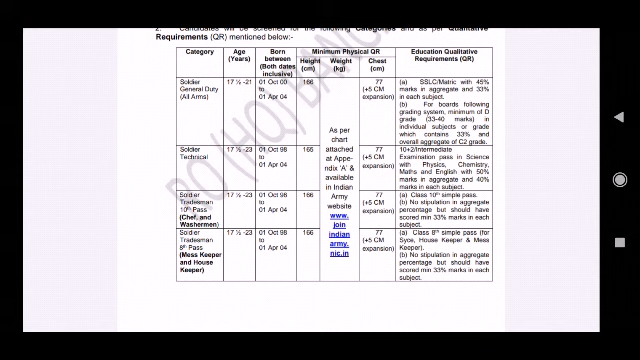 2. Candidates will be screened for the following Categories and as per Qualitative
Requirements (QR) mentioned below:-
Category
Age (Years)
Born between (Both dates inclusive)
Minimum Physical QR
Height (cm)
Weight (kg)
Chest (cm)
Education Qualitative Requirements (QR)
Soldier General Duty (All Arms)
17 ½ -21
01 Oct 00 to 01 Apr 04
166
As per chart attached at Appe-ndix 'A' & available in Indian Army website www.joinindianarmy.nic.in
77 (+5 CM expansion)
(a) SSLC/Matric with 45% marks in aggregate and 33% in each subject.
(b) For boards following grading system, minimum of D grade (33-40 marks) in individual subjects or grade which contains 33% and overall aggregate of C2 grade.
Soldier Technical
17 ½ -23
01 Oct 98 to 01 Apr 04
165
77 (+5 CM expansion)
10+2/Intermediate Examination pass in Science with Physics, Chemistry, Maths and English with 50% marks in aggregate and 40% marks in each subject.
Soldier Tradesman 10th Pass (Chef, and Washermen)
17 ½ -23
01 Oct 98 to 01 Apr 04
166
77 (+5 CM expansion)
(a) Class 10th simple pass.
(b) No stipulation in aggregate percentage but should have scored min 33% marks in each subject.
Soldier Tradesman 8th Pass (Mess Keeper and House Keeper)
17 ½ -23
01 Oct 98 to 01 Apr 04
166
77 (+5 CM expansion)
(a) Class 8th simple pass (for Syce, House Keeper & Mess Keeper).
(b) No stipulation in aggregate percentage but should have scored min 33% marks in each subject.